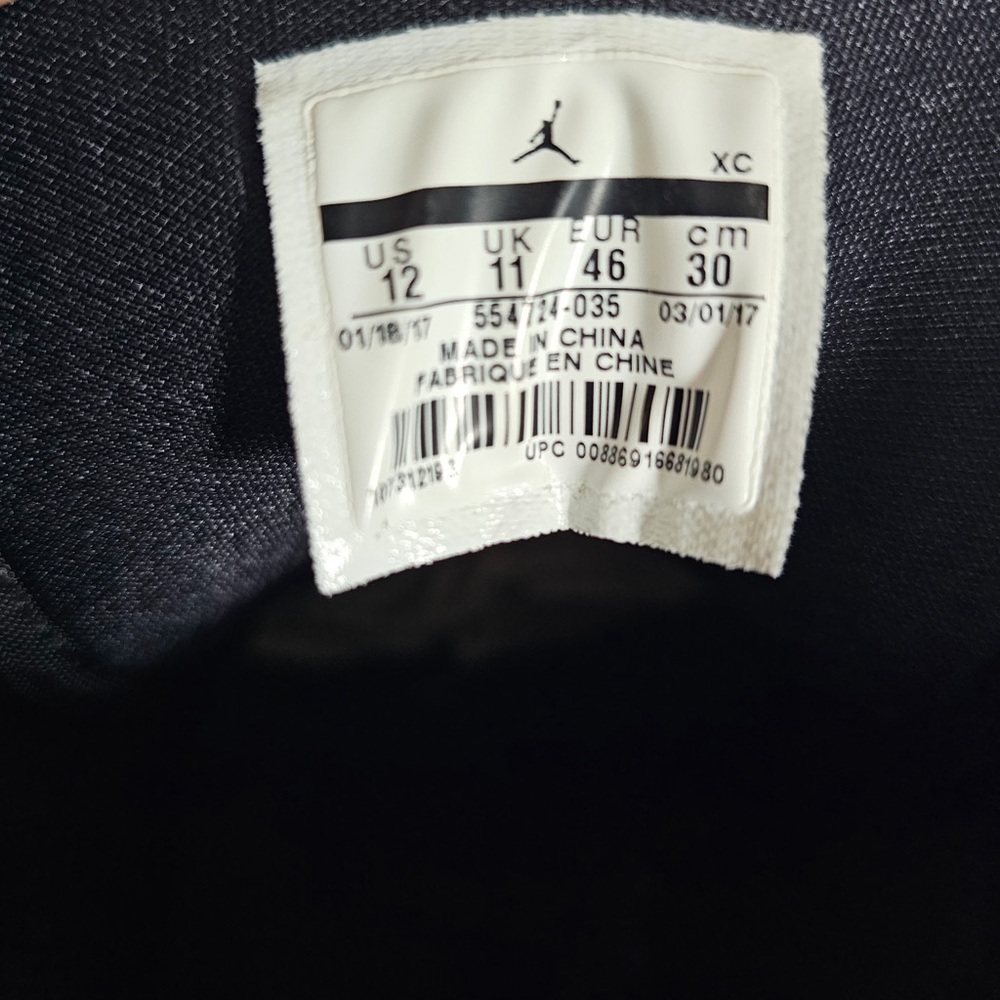 XC
US UK EUR cm
12 11 46 30
01/18/17 554724-035 03/01/17
MADE IN CHINA
FABRIQUE EN CHINE
UPC 00886916681980